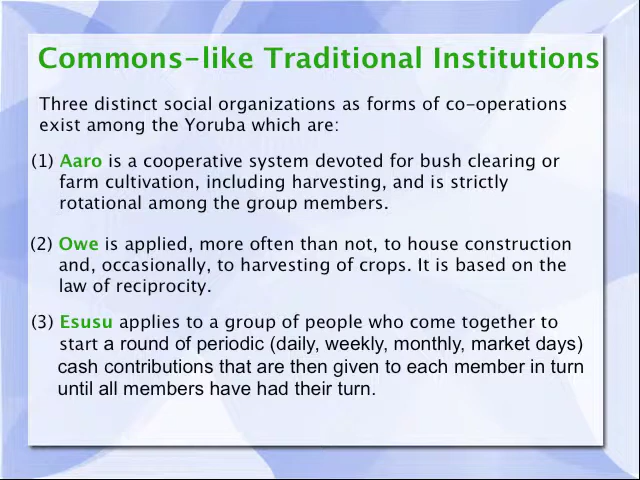 Commons-like Traditional Institutions
Three distinct social organizations as forms of co-operations
exist among the Yoruba which are:
(1) Aaro is a cooperative system devoted for bush clearing or
farm cultivation, including harvesting, and is strictly
rotational among the group members.
(2) Owe is applied, more often than not, to house construction
and, occasionally, to harvesting of crops. It is based on the
law of reciprocity.
(3) Esusu applies to a group of people who come together to
start a round of periodic (daily, weekly, monthly, market days)
cash contributions that are then given to each member in turn
until all members have had their turn.